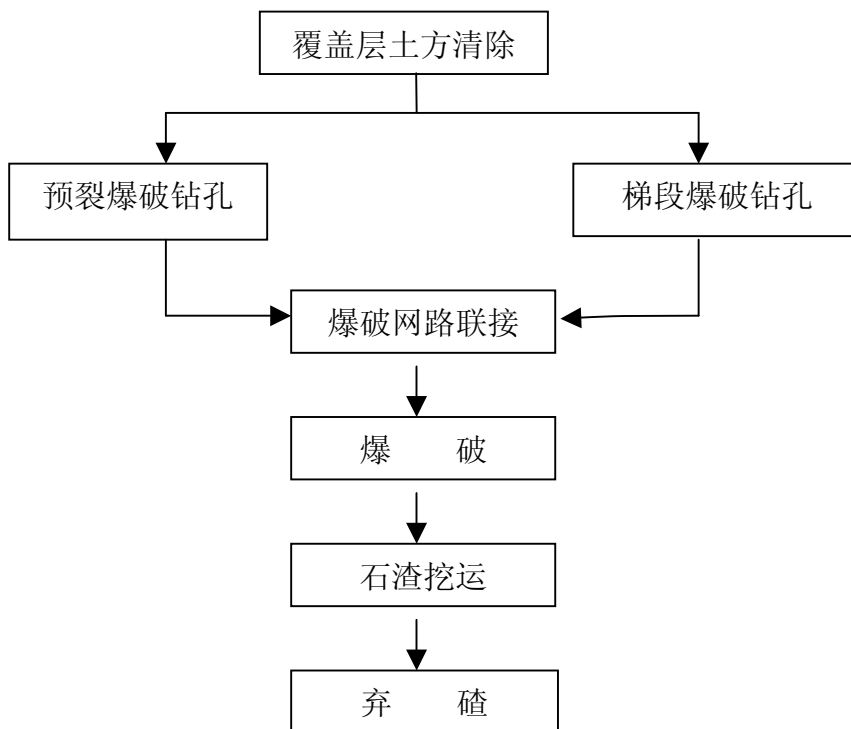 覆盖层土方清除
预裂爆破钻孔
梯段爆破钻孔
爆破网路联接
爆 破
石渣挖运
弃 碴